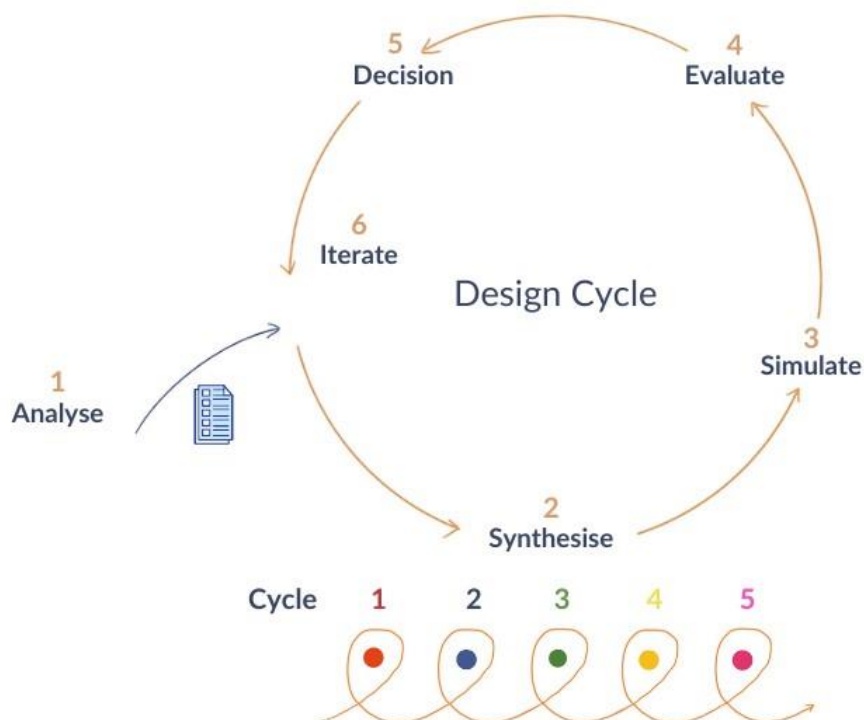 5
Decision
4
Evaluate
6
Iterate
Design Cycle
3
Simulate
1
Analyse
2
Synthesise
Cycle 1 2 3 4 5